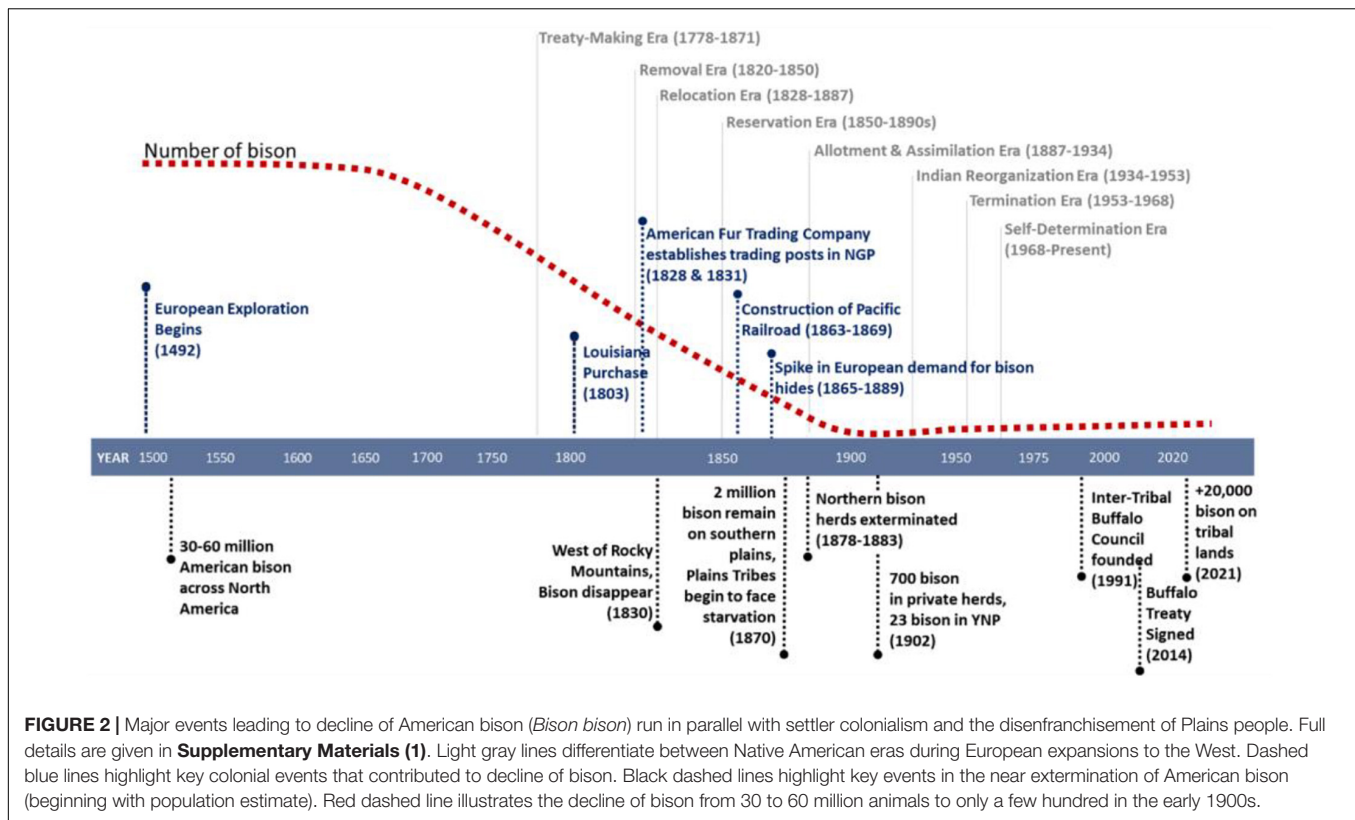 Treaty-Making Era (1778-1871)
Removal Era (1820-1850)
Relocation Era (1828-1887)
Reservation Era (1850-1890s)
Allotment & Assimilation Era (1887-1934)
Indian Reorganization Era (1934-1953)
Termination Era (1953-1968)
Self-Determination Era
(1968-Present)
Number of bison
American Fur Trading Company
establishes trading posts in NGP
(1828 & 1831)
European Exploration
Begins
(1492)
Louisiana
Purchase
(1803)
Construction of Pacific
Railroad (1863-1869)
Spike in European demand for bison
hides (1865-1889)
YEAR 1500 1550 1600 1650 1700 1750 1800 1850 1900 1950 1975 2000 2020
30-60 million
American bison
across North
America
West of Rocky
Mountains,
Bison disappear
(1830)
2 million
bison remain
on southern
plains,
Plains Tribes
begin to face
starvation
(1870)
Northern bison
herds exterminated
(1878-1883)
700 bison
in private herds,
23 bison in YNP
(1902)
Inter-Tribal
Buffalo
Council
founded
(1991)
Buffalo
Treaty
Signed
(2014)
+20,000
bison on
tribal
lands
(2021)
FIGURE 2 | Major events leading to decline of American bison (Bison bison) run in parallel with settler colonialism and the disenfranchisement of Plains people. Full
details are given in Supplementary Materials (1). Light gray lines differentiate between Native American eras during European expansions to the West. Dashed
blue lines highlight key colonial events that contributed to decline of bison. Black dashed lines highlight key events in the near extermination of American bison
(beginning with population estimate). Red dashed line illustrates the decline of bison from 30 to 60 million animals to only a few hundred in the early 1900s.